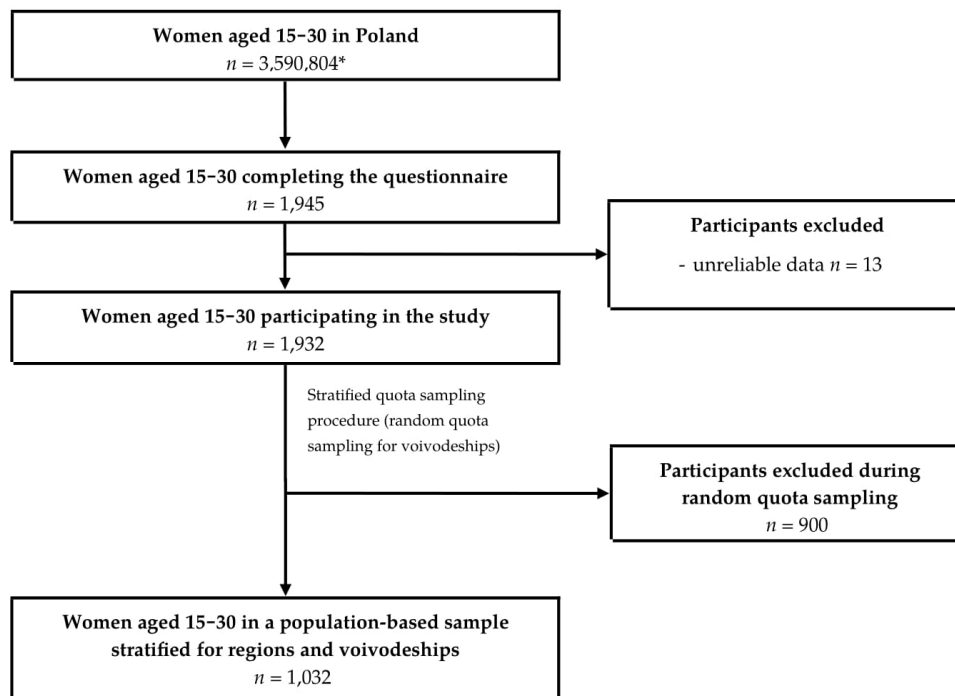 Women aged 15–30 in Poland
n = 3,590,804*
Women aged 15–30 completing the questionnaire
n = 1,945
Participants excluded
- unreliable data n = 13
Women aged 15–30 participating in the study
n = 1,932
Stratified quota sampling
procedure (random quota
sampling for voivodeships)
Participants excluded during
random quota sampling
n = 900
Women aged 15–30 in a population-based sample
stratified for regions and voivodeships
n = 1,032